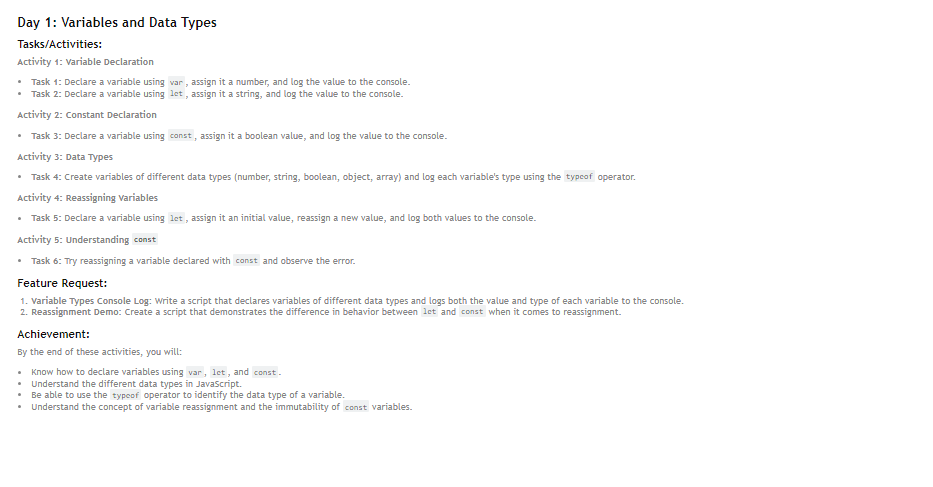 Day 1: Variables and Data Types
Tasks/Activities:
Activity 1: Variable Declaration
• Task 1: Declare a variable using var, assign it a number, and log the value to the console.
• Task 2: Declare a variable using let, assign it a string, and log the value to the console.
Activity 2: Constant Declaration
• Task 3: Declare a variable using const, assign it a boolean value, and log the value to the console.
Activity 3: Data Types
• Task 4: Create variables of different data types (number, string, boolean, object, array) and log each variable's type using the typeof operator.
Activity 4: Reassigning Variables
• Task 5: Declare a variable using let, assign it an initial value, reassign a new value, and log both values to the console.
Activity 5: Understanding const
• Task 6: Try reassigning a variable declared with const and observe the error.
Feature Request:
1. Variable Types Console Log: Write a script that declares variables of different data types and logs both the value and type of each variable to the console.
2. Reassignment Demo: Create a script that demonstrates the difference in behavior between let and const when it comes to reassignment.
Achievement:
By the end of these activities, you will:
• Know how to declare variables using var, let, and const.
• Understand the different data types in JavaScript.
• Be able to use the typeof operator to identify the data type of a variable.
• Understand the concept of variable reassignment and the immutability of const variables.